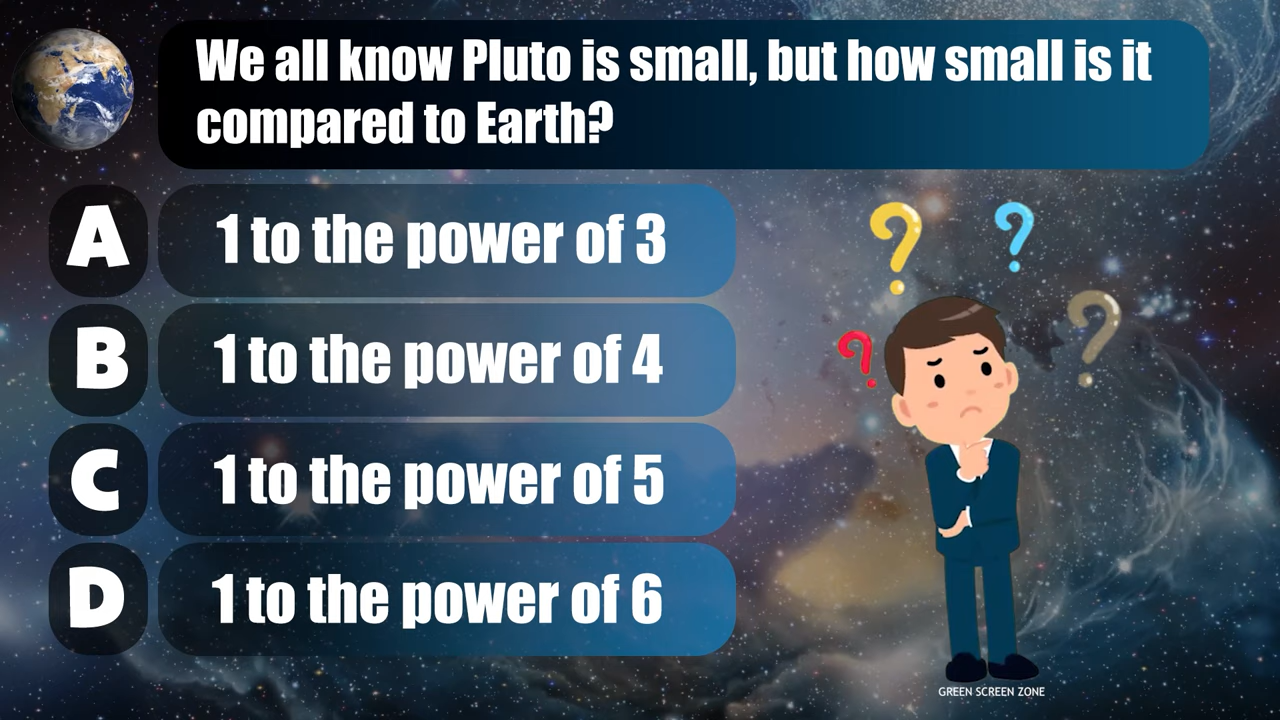 We all know Pluto is small, but how small is it
compared to Earth?
A 1 to the power of 3
B 1 to the power of 4
C 1 to the power of 5
D 1 to the power of 6
GREEN SCREEN ZONE